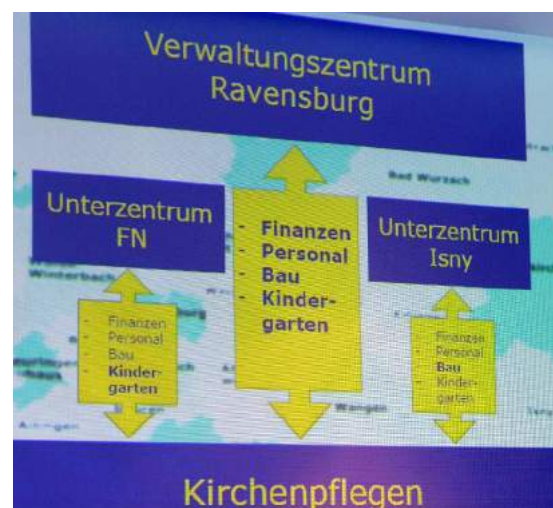 Verwaltungszentrum
Ravensburg
Bad Wurzach
Unterzentrum
FN
- Finanzen
- Personal
- Bau
- Kinder-
garten
Unterzentrum
Isny
Winterbach
- Finanzen
- Personal
- Bau
- Kinder-
garten
- Finanzen
- Personal
- Bau
- Kinder-
garten
Wangen
Kirchenpflegen